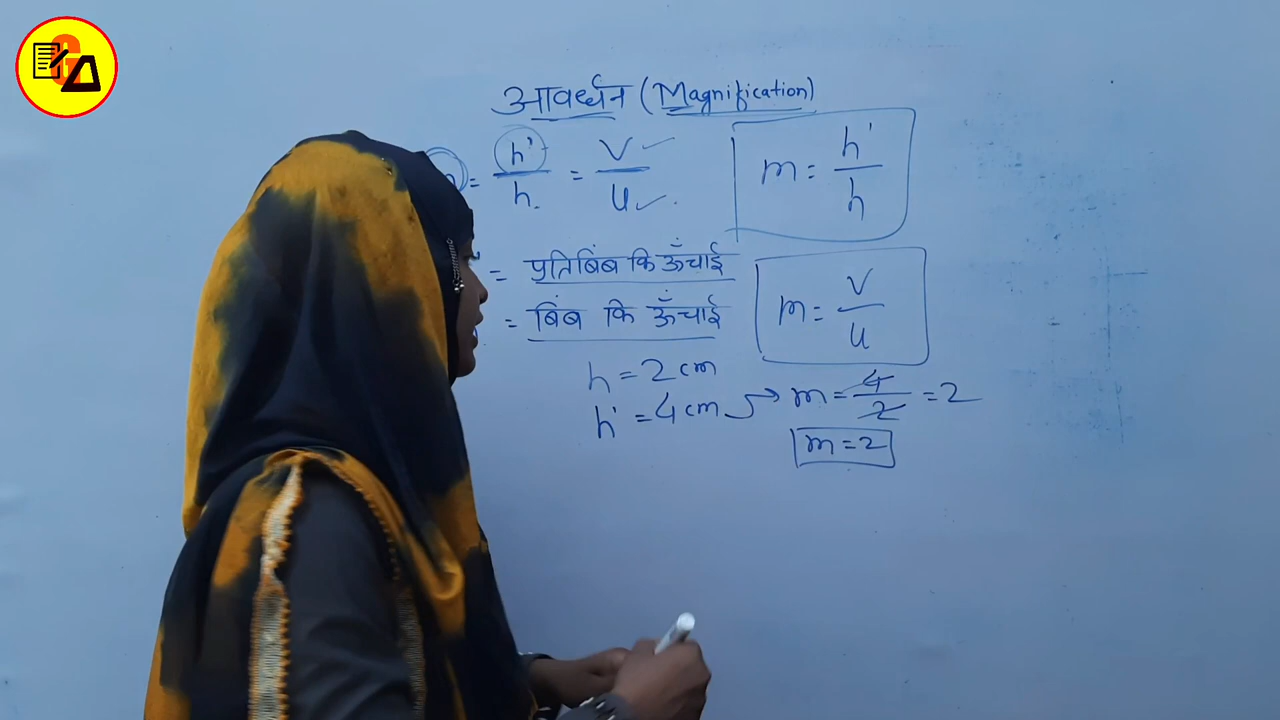 आवर्ध्धन (Magnification)
= h'/h = v/u
m = h'/h
= प्रतिबिंब कि ऊँचाई
= बिंब कि ऊँचाई
m = v/u
h = 2 cm
h' = 4 cm → m = 4/2 = 2
m = 2